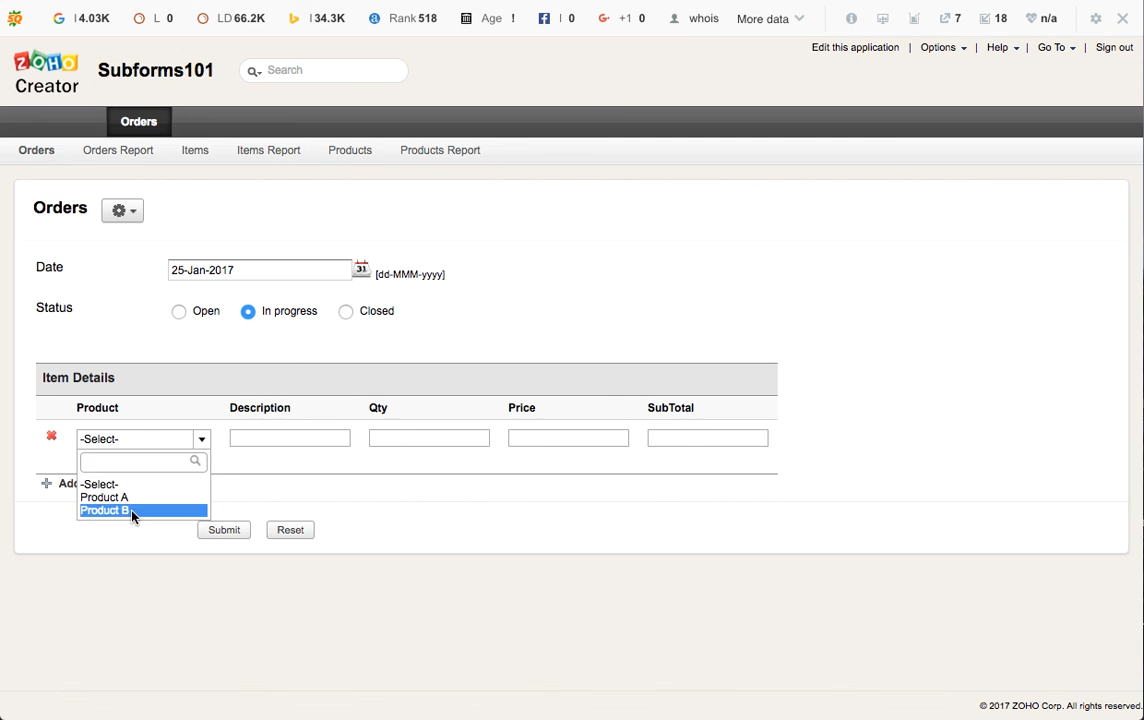 I 4.03K L 0 LD 66.2K I 34.3K Rank 518 Age ! I 0 +1 0 whois More data 7 18 n/a
Edit this application | Options | Help | Go To | Sign out
ZOHO
Creator
Subforms101
Search
Orders
Orders Orders Report Items Items Report Products Products Report
Orders
Date 25-Jan-2017 31 [dd-MMM-yyyy]
Status Open In progress Closed
Item Details
Product Description Qty Price SubTotal
-Select-
-Select-
Product A
Product B
Submit Reset
© 2017 ZOHO Corp. All rights reserved.